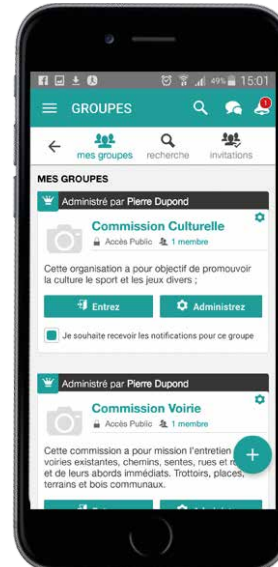 49% 15:01
GROUPES
1
mes groupes
recherche
invitations
MES GROUPES
Administré par Pierre Dupond
Commission Culturelle
Accès Public 1 membre
Cette organisation a pour objectif de promouvoir
la culture le sport et les jeux divers ;
Entrez
Administrez
Je souhaite recevoir les notifications pour ce groupe
Administré par Pierre Dupond
Commission Voirie
Accès Public 1 membre
Cette commission a pour mission l'entretien
voiries existantes, chemins, sentes, rues et
et de leurs abords immédiats. Trottoirs, places,
terrains et bois communaux.